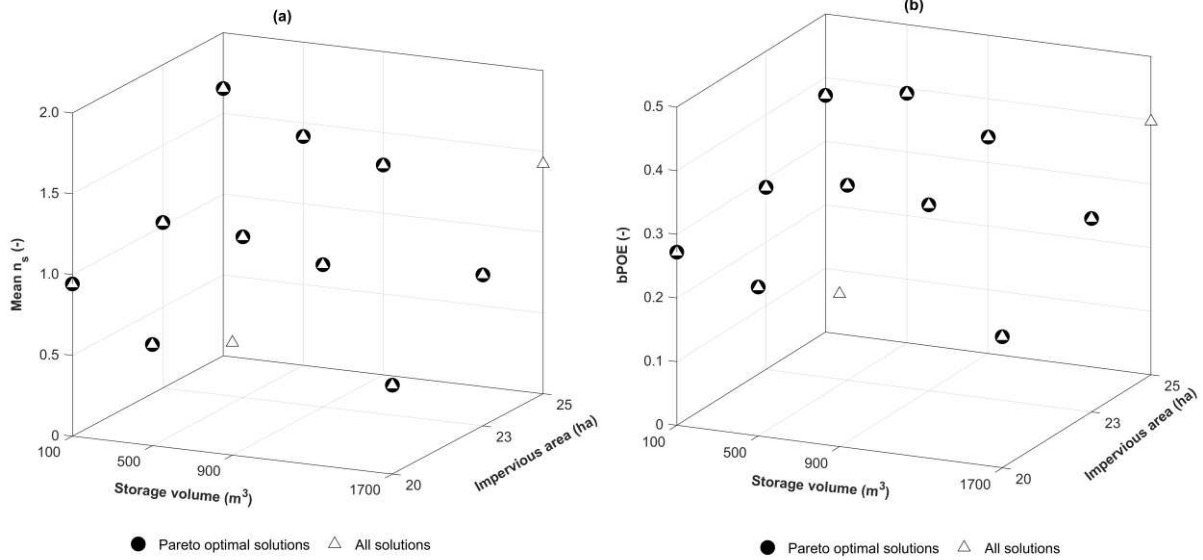 (a)
2.0
1.5
1.0
0.5
0
Mean n_s (-)
100
500
900
1700
Storage volume (m³)
20
23
25
Impervious area (ha)
Pareto optimal solutions
All solutions
(b)
0.5
0.4
0.3
0.2
0.1
0
bPOE (-)
100
500
900
1700
Storage volume (m³)
20
23
25
Impervious area (ha)
Pareto optimal solutions
All solutions